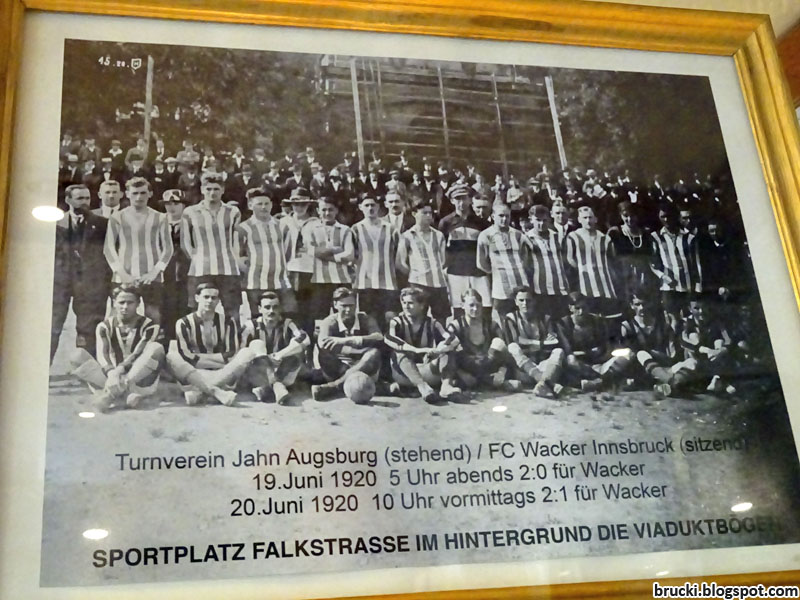 Turnverein Jahn Augsburg (stehend) / FC Wacker Innsbruck (sitzend)
19.Juni 1920 5 Uhr abends 2:0 für Wacker
20.Juni 1920 10 Uhr vormittags 2:1 für Wacker
SPORTPLATZ FALKSTRASSE IM HINTERGRUND DIE VIADUKTBÖGEN
brucki.blogspot.com